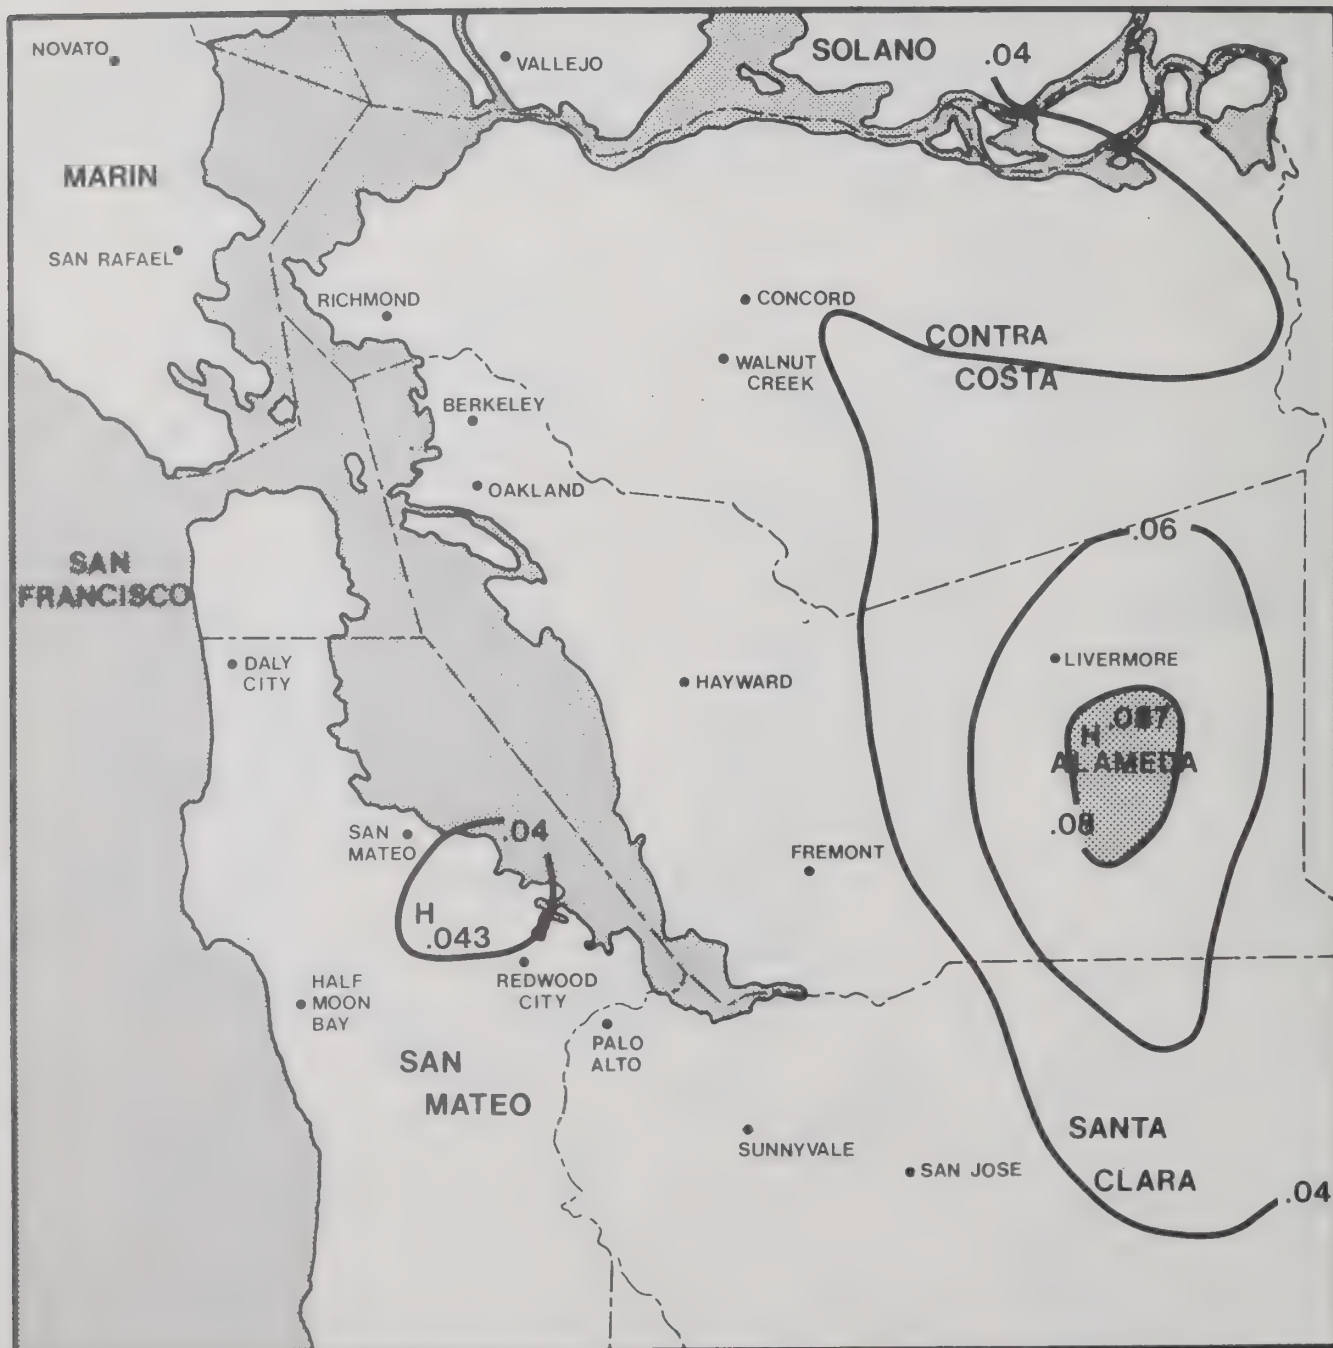 NOVATO
VALLEJO
SOLANO
.04
MARIN
SAN RAFAEL
RICHMOND
CONCORD
CONTRA
COSTA
WALNUT
CREEK
BERKELEY
OAKLAND
.06
SAN
FRANCISCO
DALY
CITY
HAYWARD
LIVERMORE
H .087
ALAMEDA
.08
SAN
MATEO
.04
FREMONT
H
.043
HALF
MOON
BAY
REDWOOD
CITY
PALO
ALTO
SAN
MATEO
SUNNYVALE
SAN JOSE
SANTA
CLARA
.04